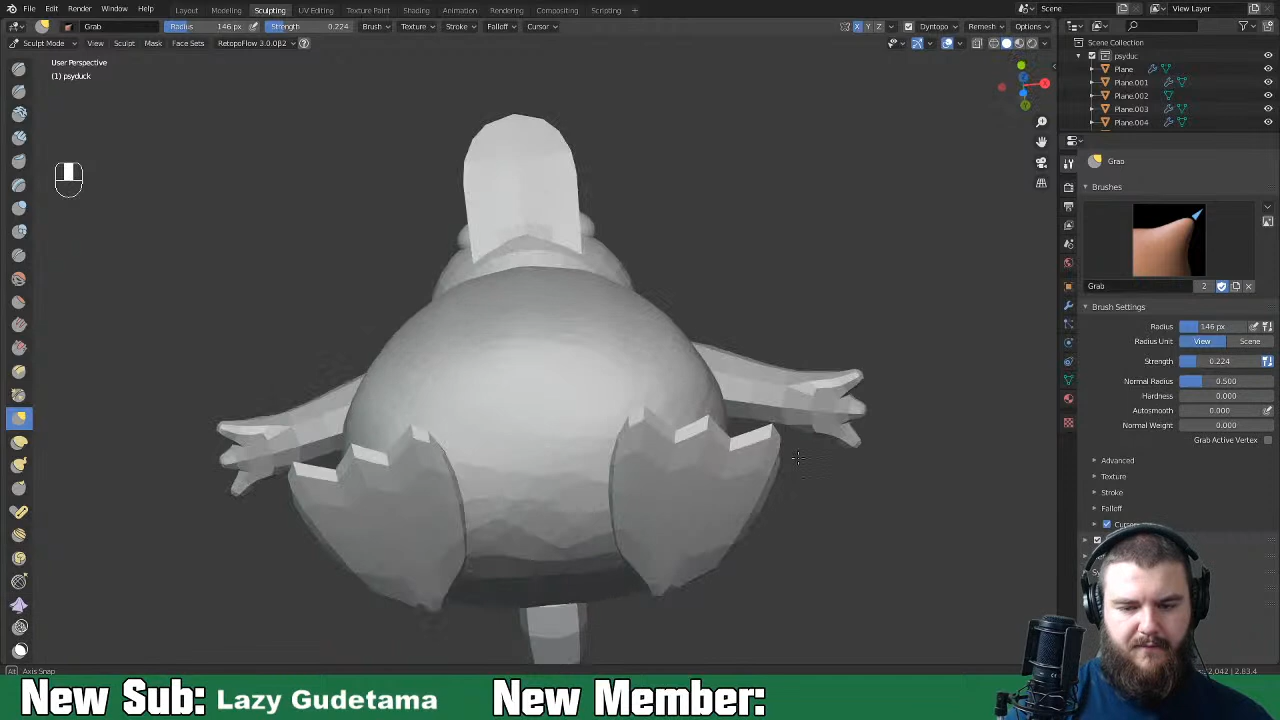 File Edit Render Window Help Layout Modeling Sculpting UV Editing Texture Paint Shading Animation Rendering Compositing Scripting + Scene View Layer
Grab Radius 146 px Strength 0.224 Brush Texture Stroke Falloff Cursor X Y Z Dyntopo Remesh Options
Sculpt Mode View Sculpt Mask Face Sets
User Perspective
(1) psyduck
Scene Collection
psyduc
Plane
Plane.001
Plane.002
Plane.003
Plane.004
Grab
Brushes
Grab 2
Brush Settings
Radius 146 px
Radius Unit View Scene
Strength 0.224
Normal Radius 0.500
Hardness 0.000
Autosmooth 0.000
Normal Weight 0.000
Grab Active Vertex
Advanced
Texture
Stroke
Falloff
Alt Axis Snap
New Sub: Lazy Gudetama New Member: